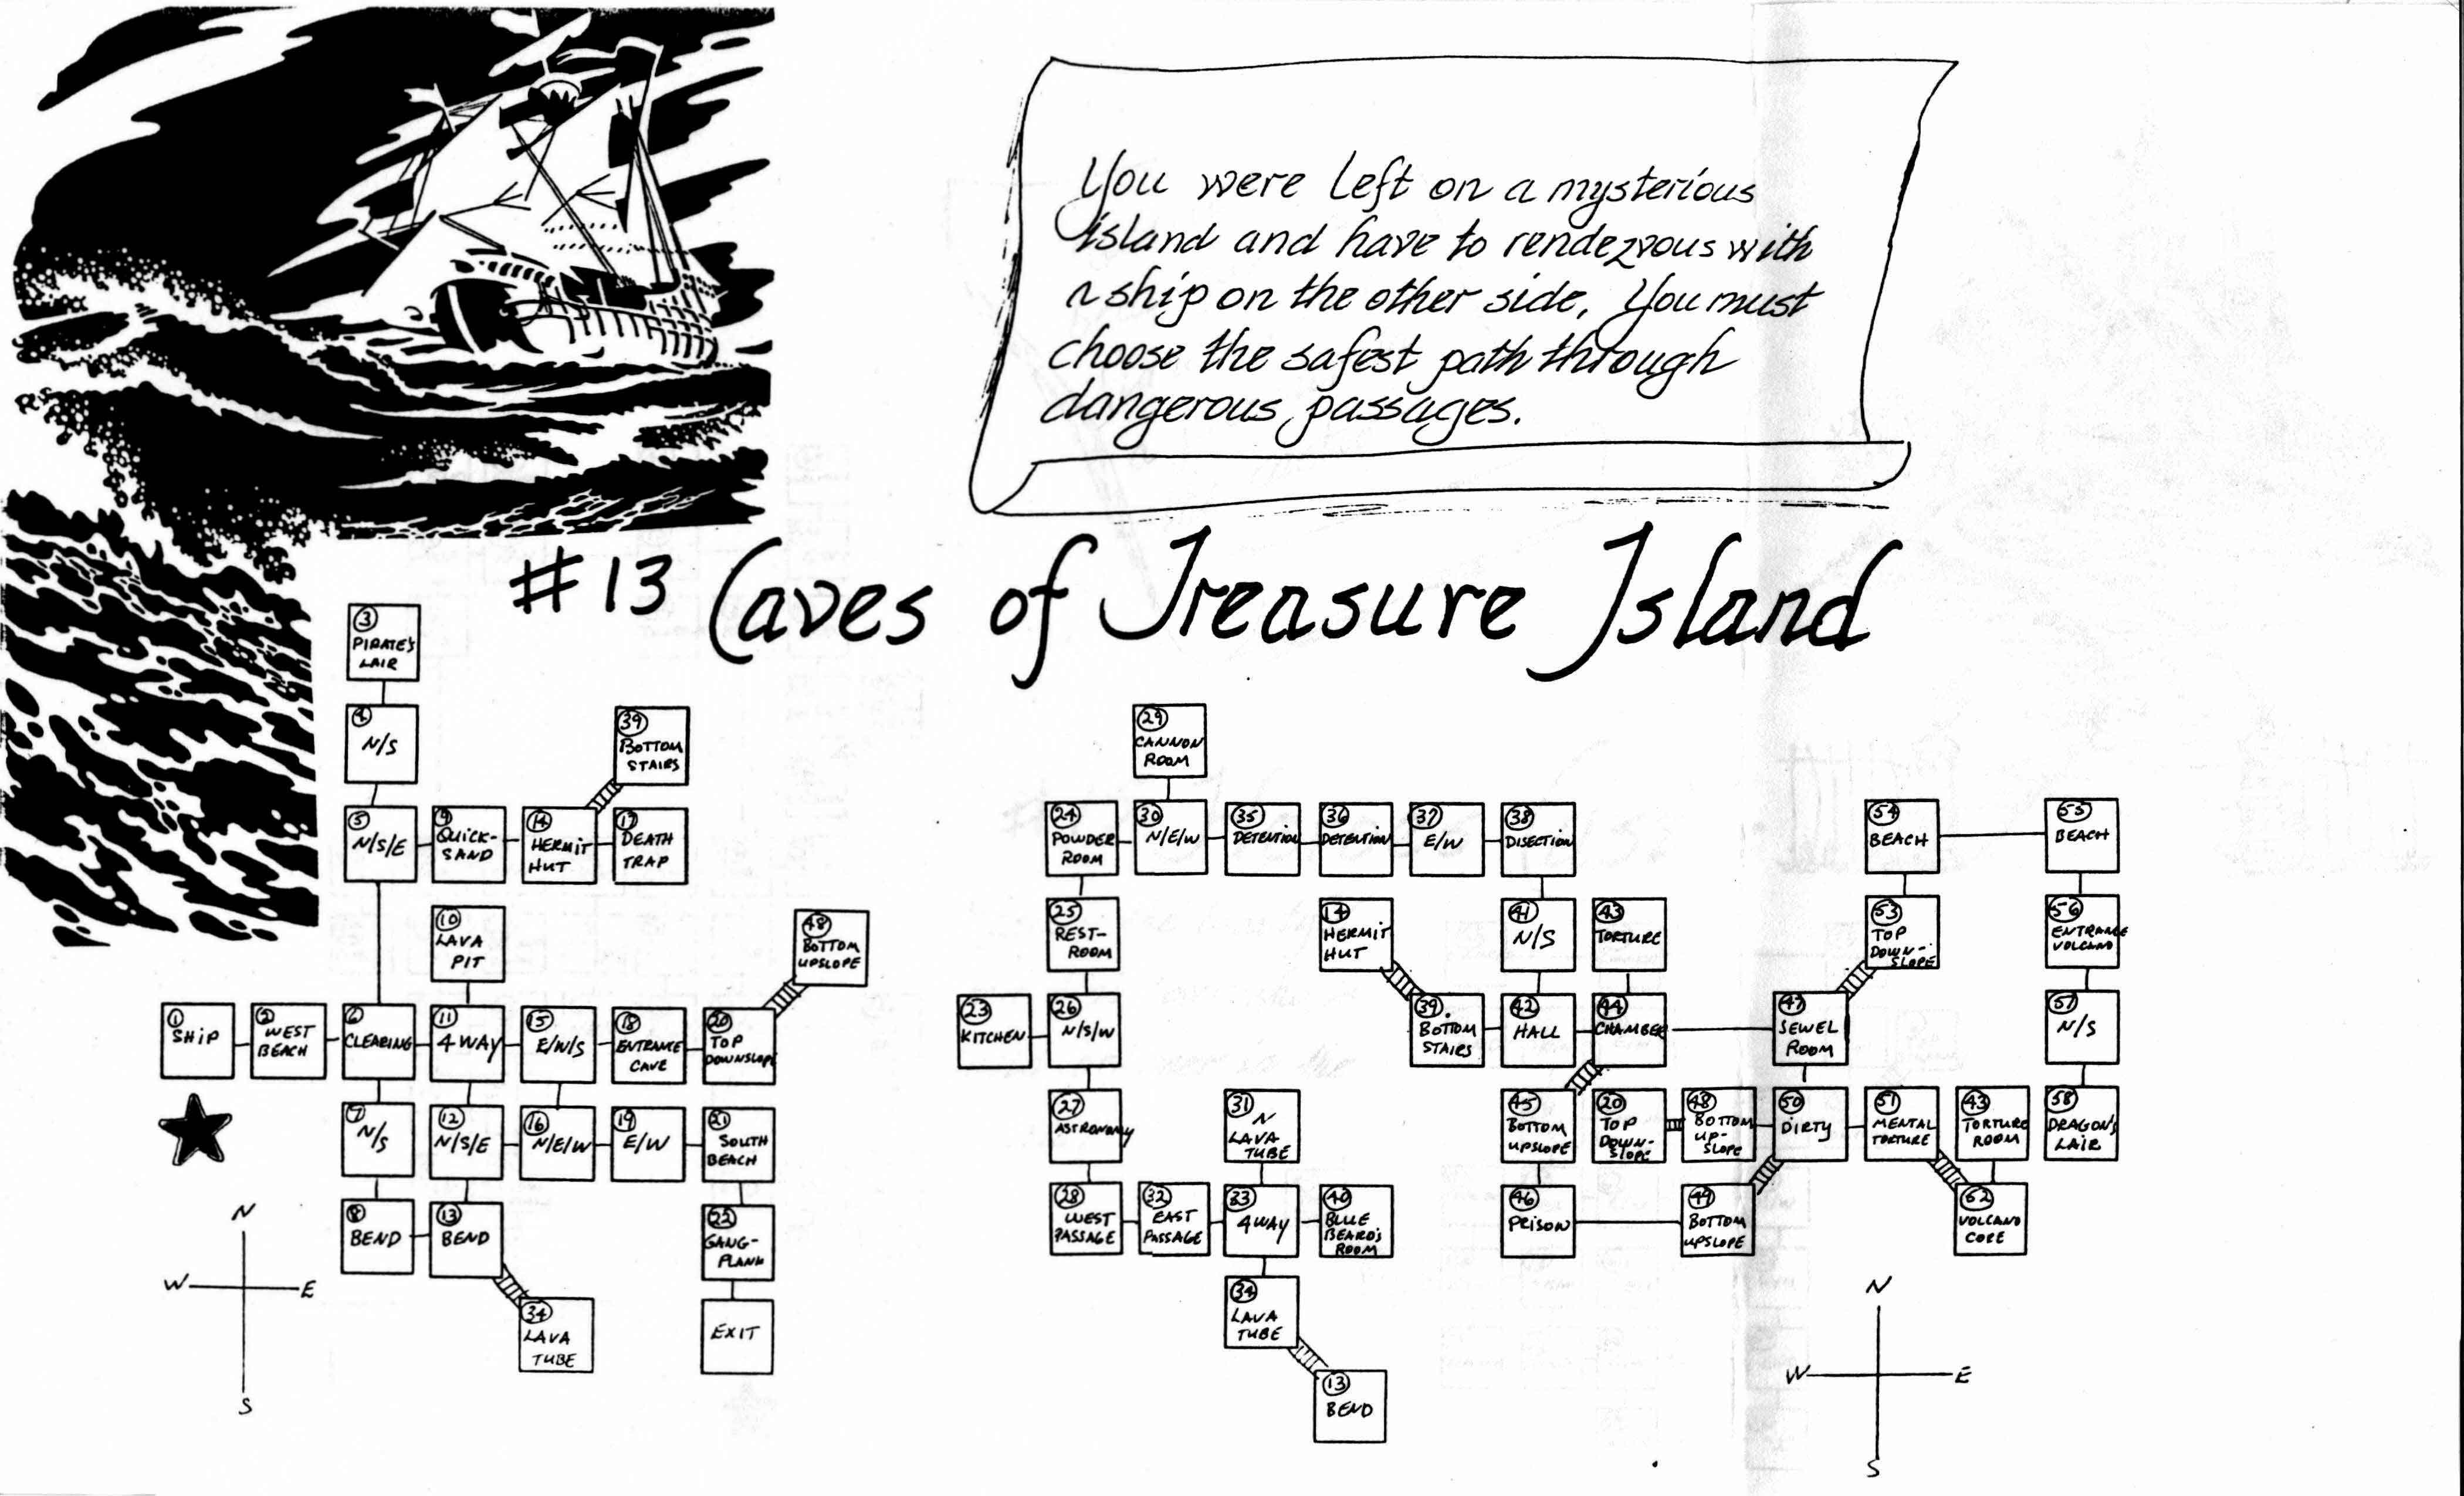 You were left on a mysterious
island and have to rendezvous with
a ship on the other side. You must
choose the safest path through
dangerous passages.
#13 Caves of Treasure Island
3
PIRATE'S
LAIR
4
N/S
5
N/S/E
9
QUICK-
SAND
14
HERMIT
HUT
39
BOTTOM
STAIRS
17
DEATH
TRAP
10
LAVA
PIT
48
BOTTOM
UPSLOPE
1
SHIP
2
WEST
BEACH
6
CLEARING
11
4 WAY
15
E/W/S
18
ENTRANCE
CAVE
20
TOP
DOWNSLOPE
7
N/S
12
N/S/E
16
N/E/W
19
E/W
21
SOUTH
BEACH
8
BEND
13
BEND
22
GANG-
PLANK
34
LAVA
TUBE
EXIT
N
W E
S
29
CANNON
ROOM
24
POWDER
ROOM
30
N/E/W
35
DETENTION
36
DETENTION
37
E/W
38
DISECTION
25
REST-
ROOM
14
HERMIT
HUT
41
N/S
43
TORTURE
23
KITCHEN
26
N/S/W
39.
BOTTOM
STAIRS
42
HALL
44
CHAMBER
47
SEWEL
ROOM
27
ASTRONOMY
31
N
LAVA
TUBE
45
BOTTOM
UPSLOPE
20
TOP
DOWN-
SLOPE
48
BOTTOM
UP-
SLOPE
50
DIRTY
51
MENTAL
TORTURE
43
TORTURE
ROOM
28
WEST
PASSAGE
32
EAST
PASSAGE
33
4 WAY
40
BLUE
BEARD'S
ROOM
46
PRISON
49
BOTTOM
UPSLOPE
52
VOLCANO
CORE
34
LAVA
TUBE
13
BEND
54
BEACH
55
BEACH
53
TOP
DOWN-
SLOPE
56
ENTRANCE
VOLCANO
57
N/S
58
DRAGON'S
LAIR
N
W E
S